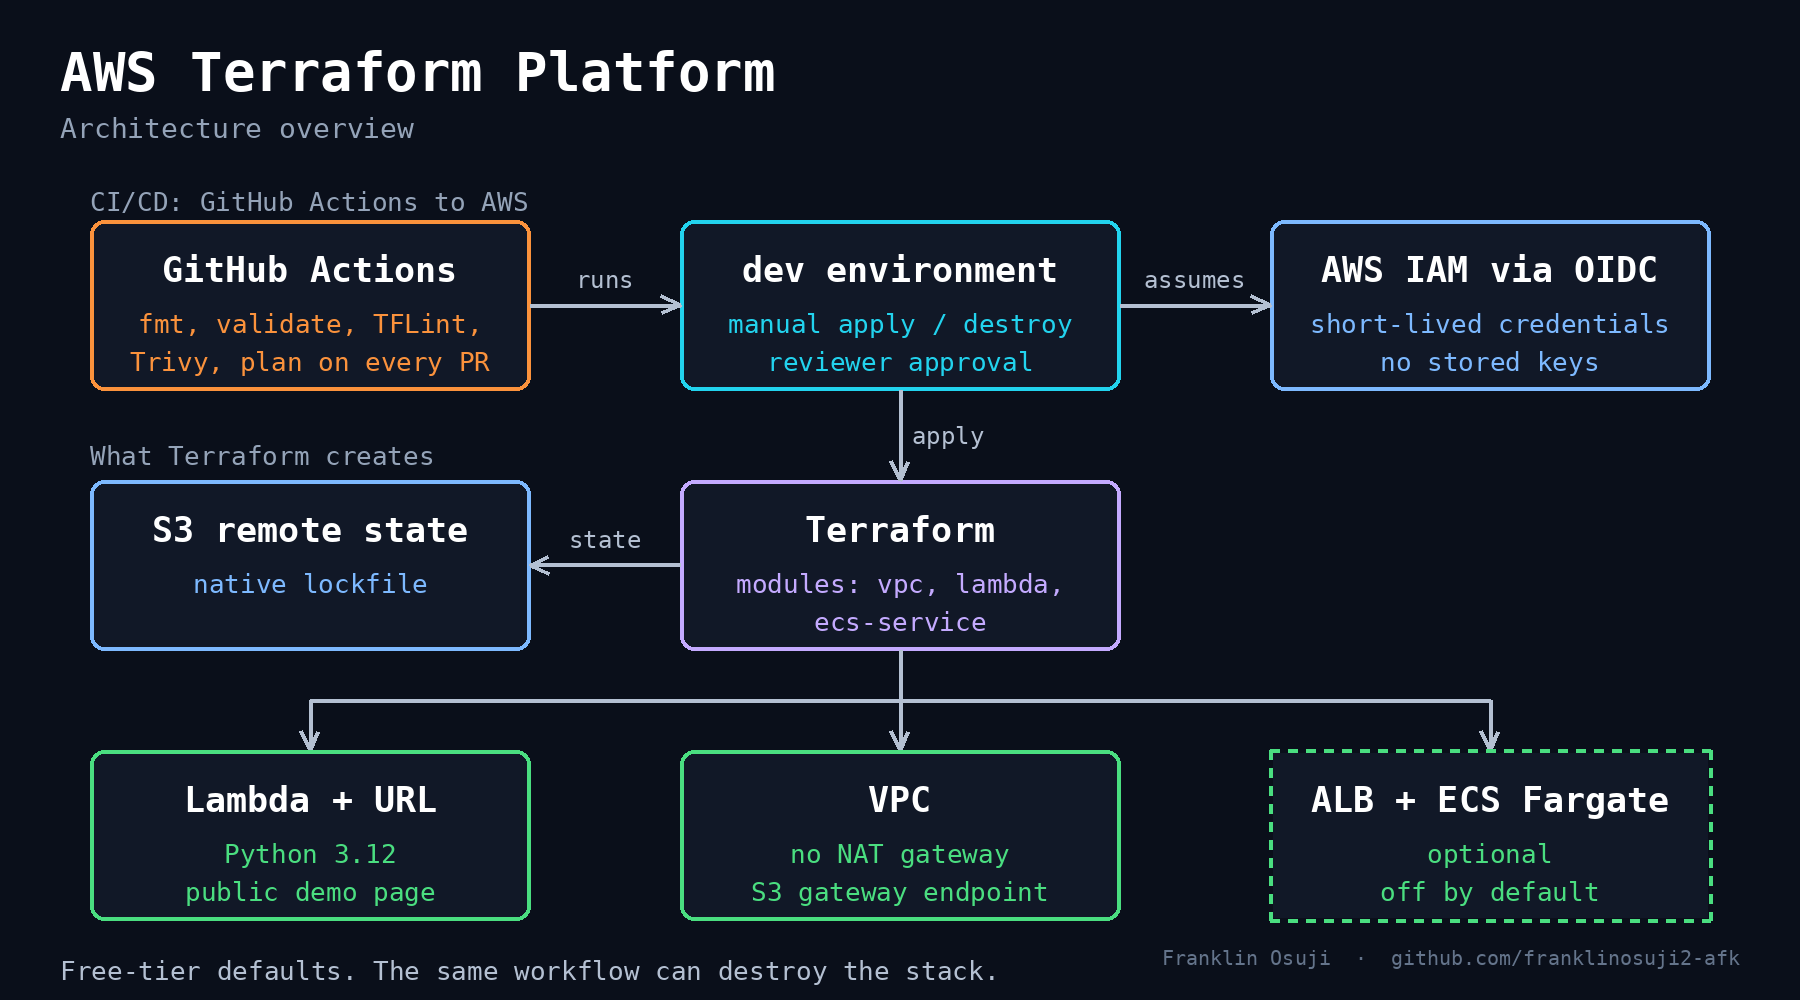 AWS Terraform Platform
Architecture overview
CI/CD: GitHub Actions to AWS
GitHub Actions
fmt, validate, TFLint,
Trivy, plan on every PR
runs
dev environment
manual apply / destroy
reviewer approval
assumes
AWS IAM via OIDC
short-lived credentials
no stored keys
apply
What Terraform creates
S3 remote state
native lockfile
state
Terraform
modules: vpc, lambda,
ecs-service
Lambda + URL
Python 3.12
public demo page
VPC
no NAT gateway
S3 gateway endpoint
ALB + ECS Fargate
optional
off by default
Free-tier defaults. The same workflow can destroy the stack.
Franklin Osuji · github.com/franklinosuji2-afk